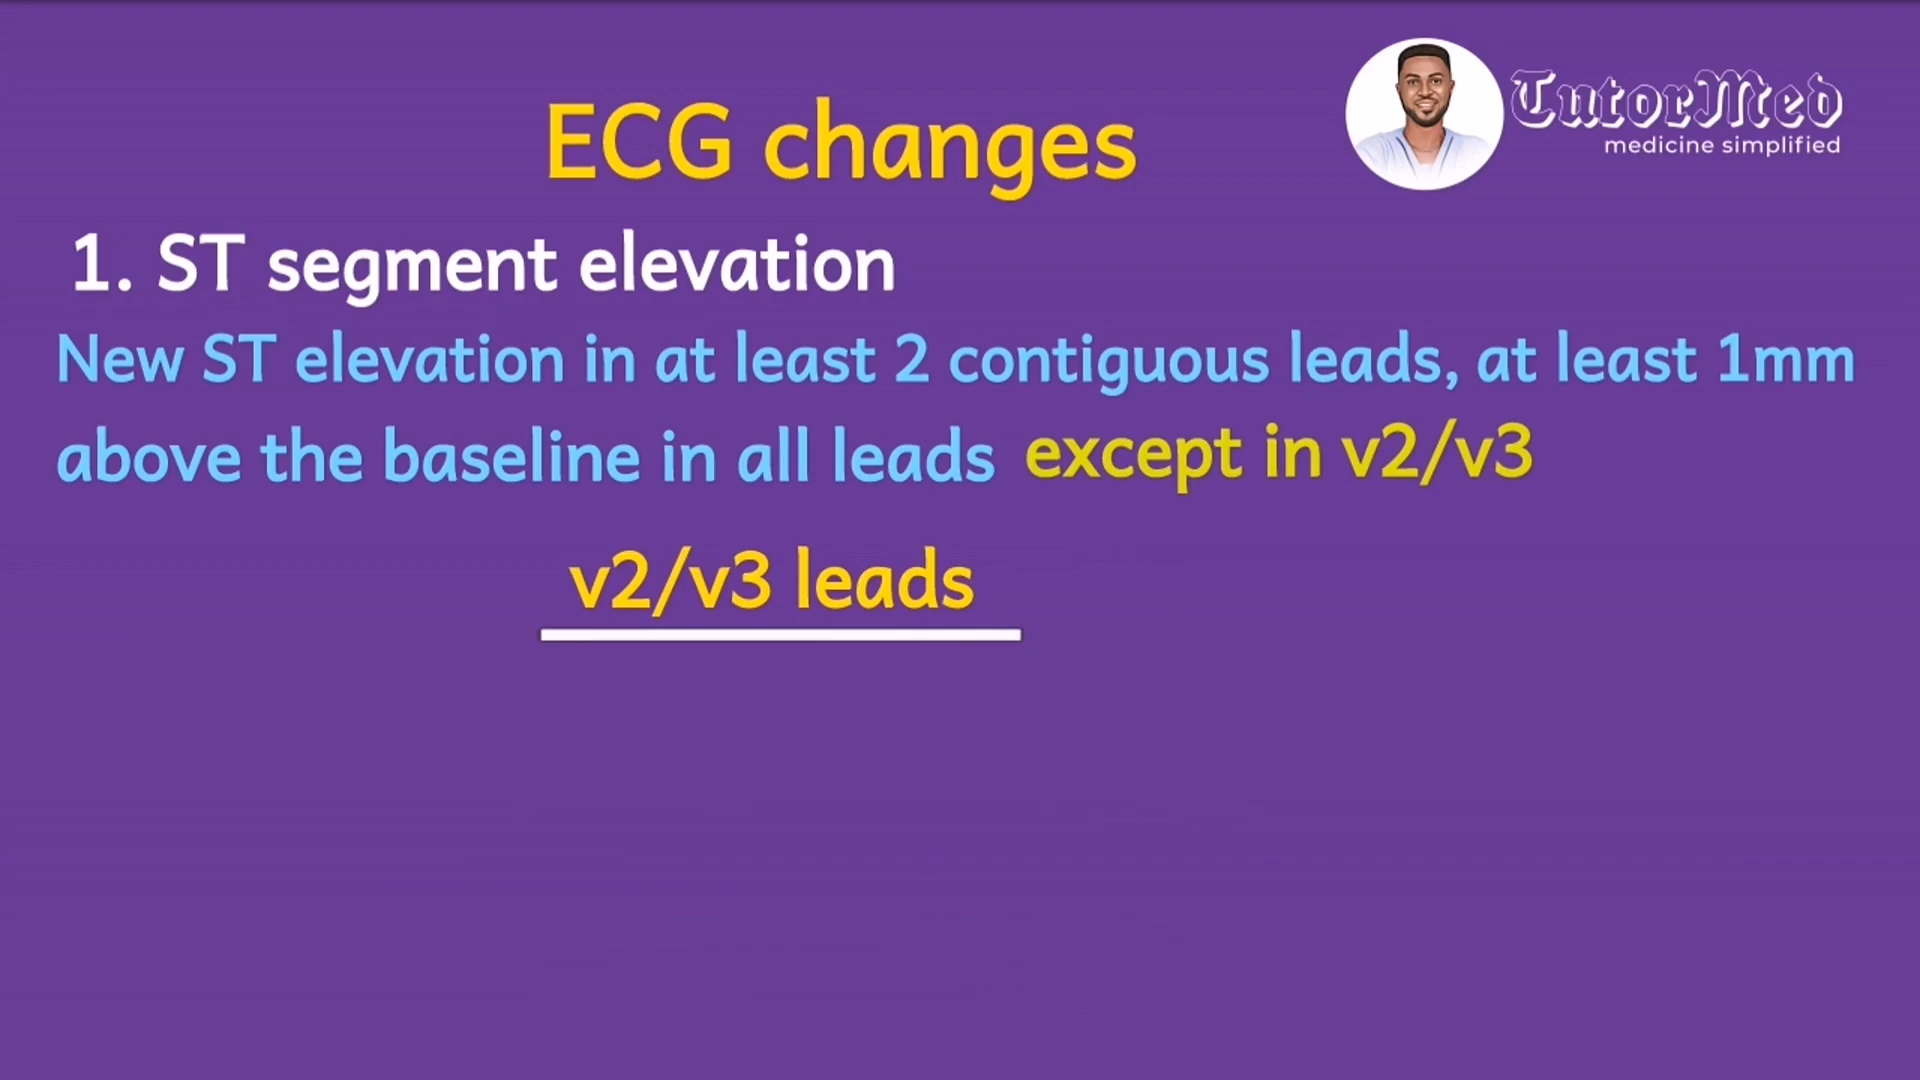 TutorMed
medicine simplified
ECG changes
1. ST segment elevation
New ST elevation in at least 2 contiguous leads, at least 1mm
above the baseline in all leads except in v2/v3
v2/v3 leads